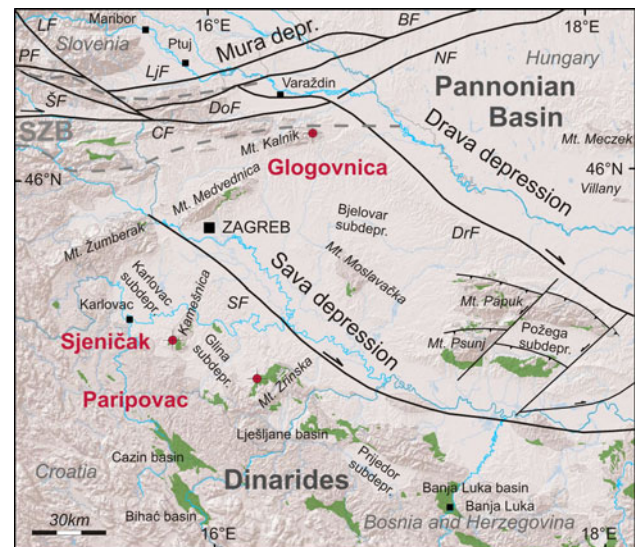 16°E
18°E
Maribor
LF
Slovenia
Ptuj
Mura depr.
BF
PF
LjF
NF
Hungary
Varaždin
Pannonian
Basin
ŠF
DoF
SZB
CF
Mt. Kalnik
Drava depression
Mt. Meczek
Glogovnica
46°N
46°N
Villany
Mt. Medvednica
ZAGREB
Bjelovar
subdepr.
DrF
Mt. Žumberak
Mt. Moslavačka
Sava depression
Karlovac
subdepr.
Kamešnica
SF
Mt. Papuk
Karlovac
Požega
subdepr.
Mt. Psunj
Sjeničak
Glina
subdepr.
Mt. Zrinska
Paripovac
Lješljane basin
Cazin basin
Prijedor
subdepr.
Croatia
Dinarides
Banja Luka basin
Banja Luka
Bihać basin
Bosnia and Herzegovina
30km
16°E
18°E